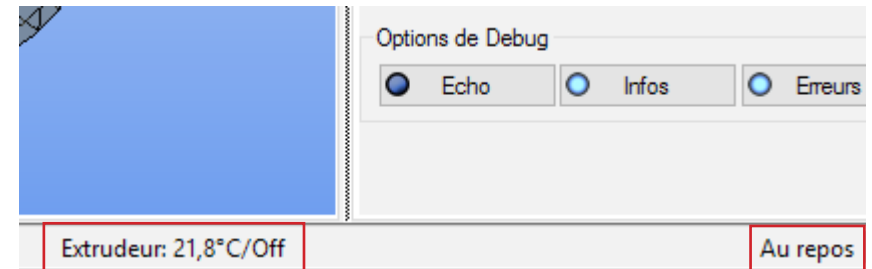 Options de Debug
Echo Infos Erreurs
Extrudeur: 21,8°C/Off Au repos